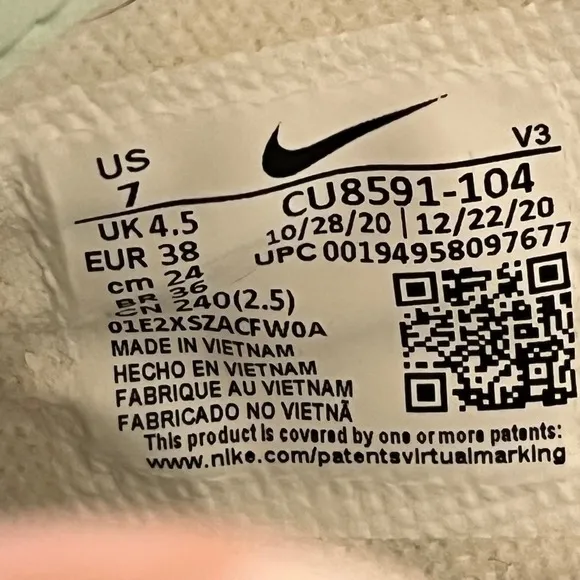 US
7
V3
CU8591-104
UK 4.5
10/28/20 | 12/22/20
EUR 38
UPC 00194958097677
cm 24
BR 36
CN 240(2.5)
01E2XSZACFW0A
MADE IN VIETNAM
HECHO EN VIETNAM
FABRIQUE AU VIETNAM
FABRICADO NO VIETNÃ
This product is covered by one or more patents:
www.nike.com/patentsvirtualmarking